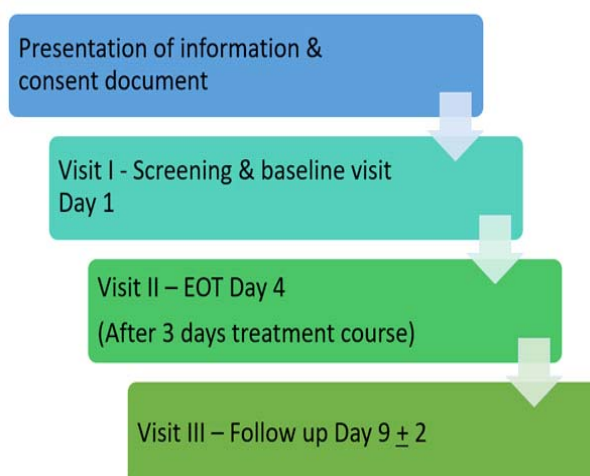 Presentation of information &
consent document
Visit I - Screening & baseline visit
Day 1
Visit II – EOT Day 4
(After 3 days treatment course)
Visit III – Follow up Day 9 ± 2